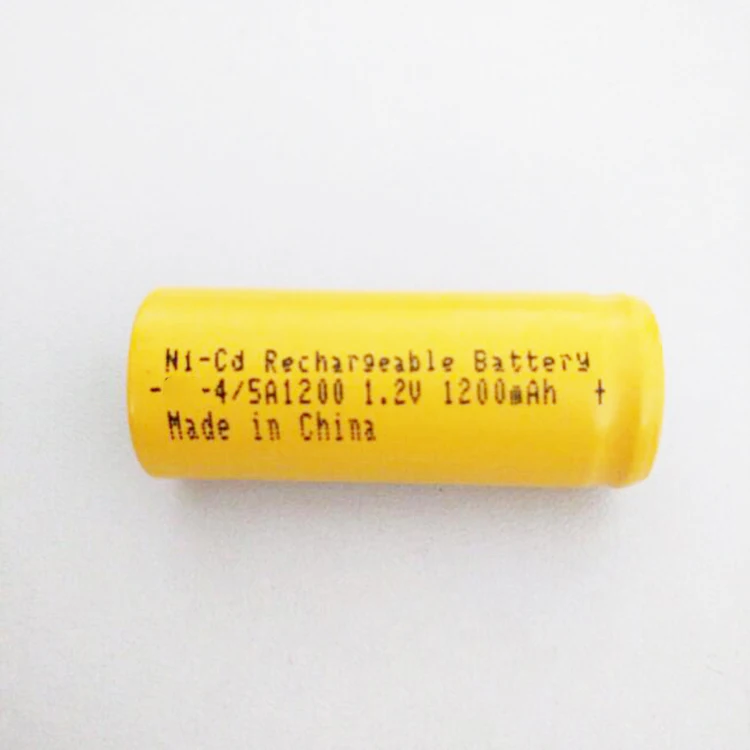 Ni-Cd Rechargeable Battery
- -4/5A1200 1.2V 1200mAh +
Made in China